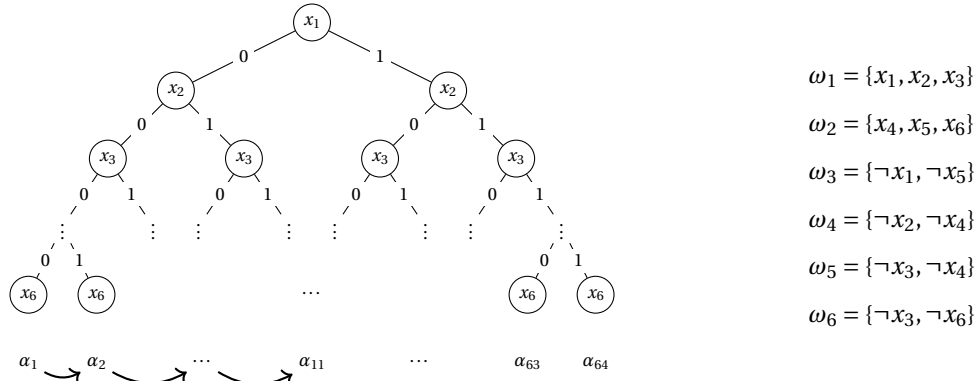 x₁
0 1
x₂ x₂
0 1 0 1
x₃ x₃ x₃ x₃
0 1 0 1 0 1 0 1
⋮ ⋮ ⋮ ⋮ ⋮ ⋮ ⋮ ⋮
0 1 0 1
x₆ x₆ ... x₆ x₆
α₁ α₂ ... α₁₁ ... α₆₃ α₆₄
ω₁ = {x₁, x₂, x₃}
ω₂ = {x₄, x₅, x₆}
ω₃ = {¬x₁, ¬x₅}
ω₄ = {¬x₂, ¬x₄}
ω₅ = {¬x₃, ¬x₄}
ω₆ = {¬x₃, ¬x₆}